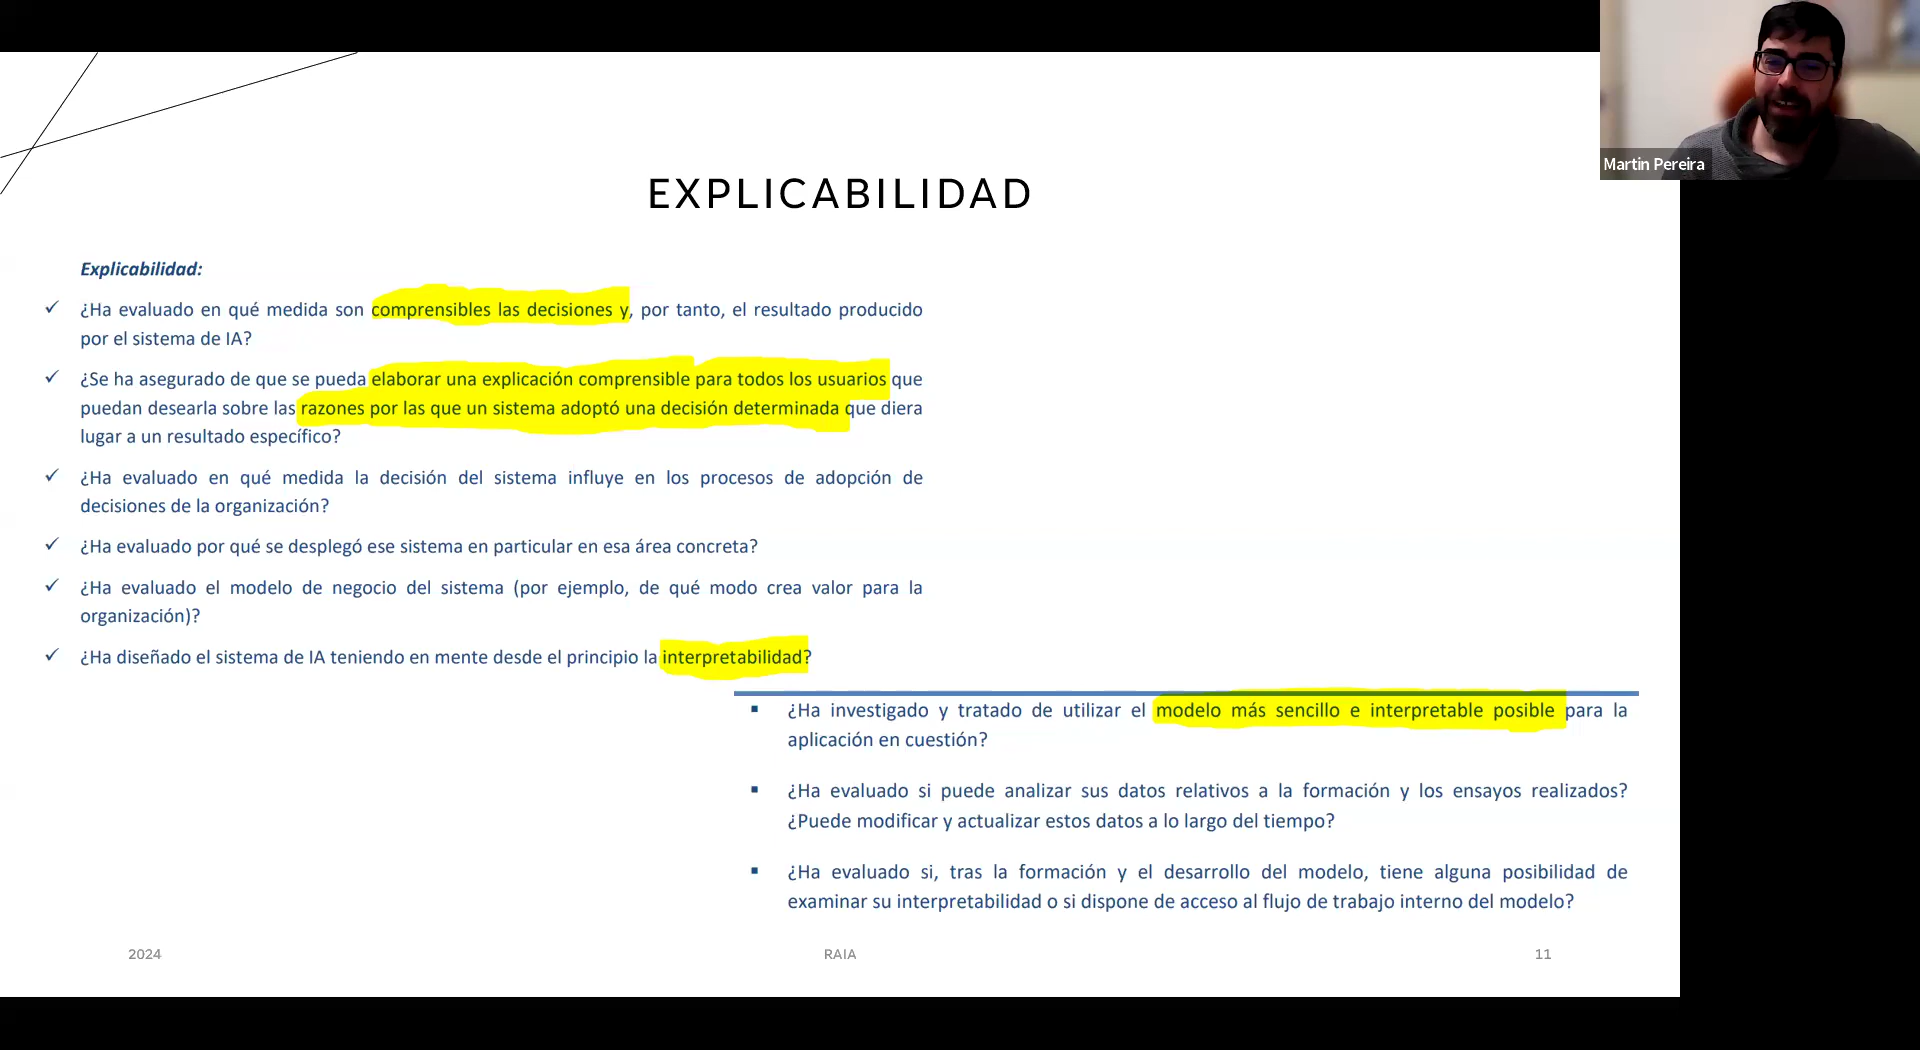 Martin Pereira
EXPLICABILIDAD
Explicabilidad:
✓ ¿Ha evaluado en qué medida son comprensibles las decisiones y, por tanto, el resultado producido
por el sistema de IA?
✓ ¿Se ha asegurado de que se pueda elaborar una explicación comprensible para todos los usuarios que
puedan desearla sobre las razones por las que un sistema adoptó una decisión determinada que diera
lugar a un resultado específico?
✓ ¿Ha evaluado en qué medida la decisión del sistema influye en los procesos de adopción de
decisiones de la organización?
✓ ¿Ha evaluado por qué se desplegó ese sistema en particular en esa área concreta?
✓ ¿Ha evaluado el modelo de negocio del sistema (por ejemplo, de qué modo crea valor para la
organización)?
✓ ¿Ha diseñado el sistema de IA teniendo en mente desde el principio la interpretabilidad?
▪ ¿Ha investigado y tratado de utilizar el modelo más sencillo e interpretable posible para la
aplicación en cuestión?
▪ ¿Ha evaluado si puede analizar sus datos relativos a la formación y los ensayos realizados?
¿Puede modificar y actualizar estos datos a lo largo del tiempo?
▪ ¿Ha evaluado si, tras la formación y el desarrollo del modelo, tiene alguna posibilidad de
examinar su interpretabilidad o si dispone de acceso al flujo de trabajo interno del modelo?
2024
RAIA
11